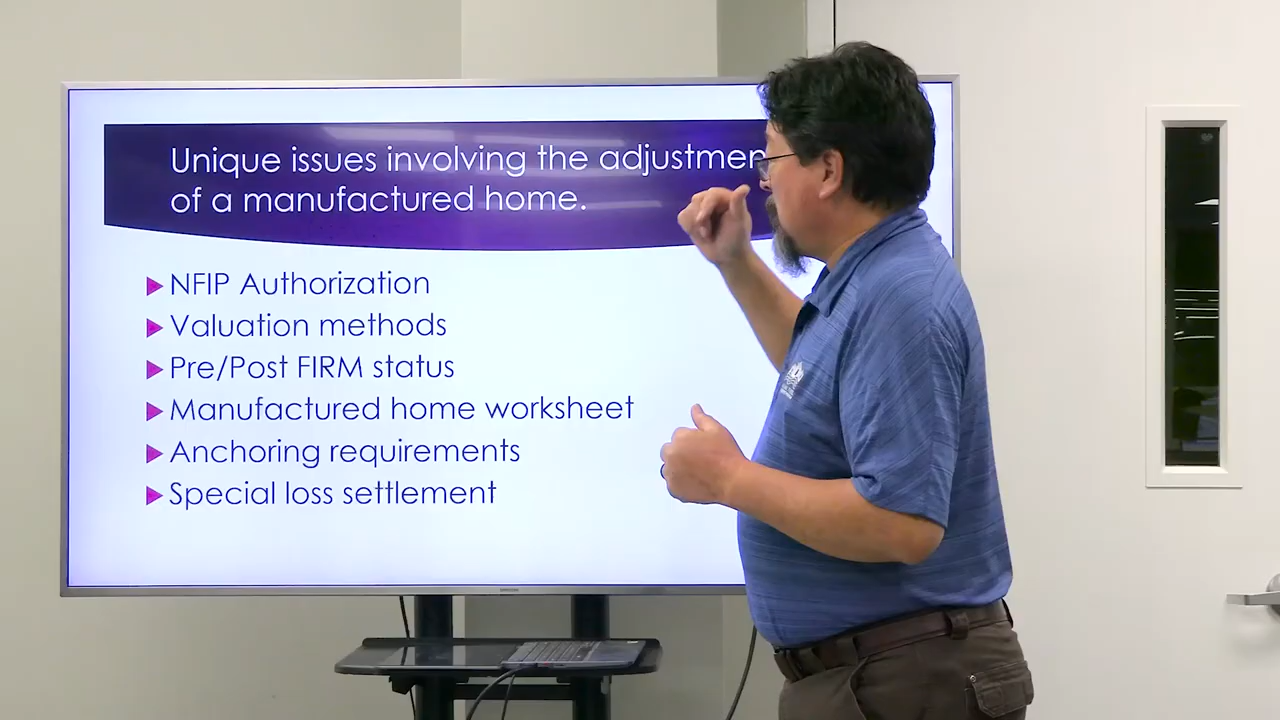 Unique issues involving the adjustmen
of a manufactured home.
NFIP Authorization
Valuation methods
Pre/Post FIRM status
Manufactured home worksheet
Anchoring requirements
Special loss settlement